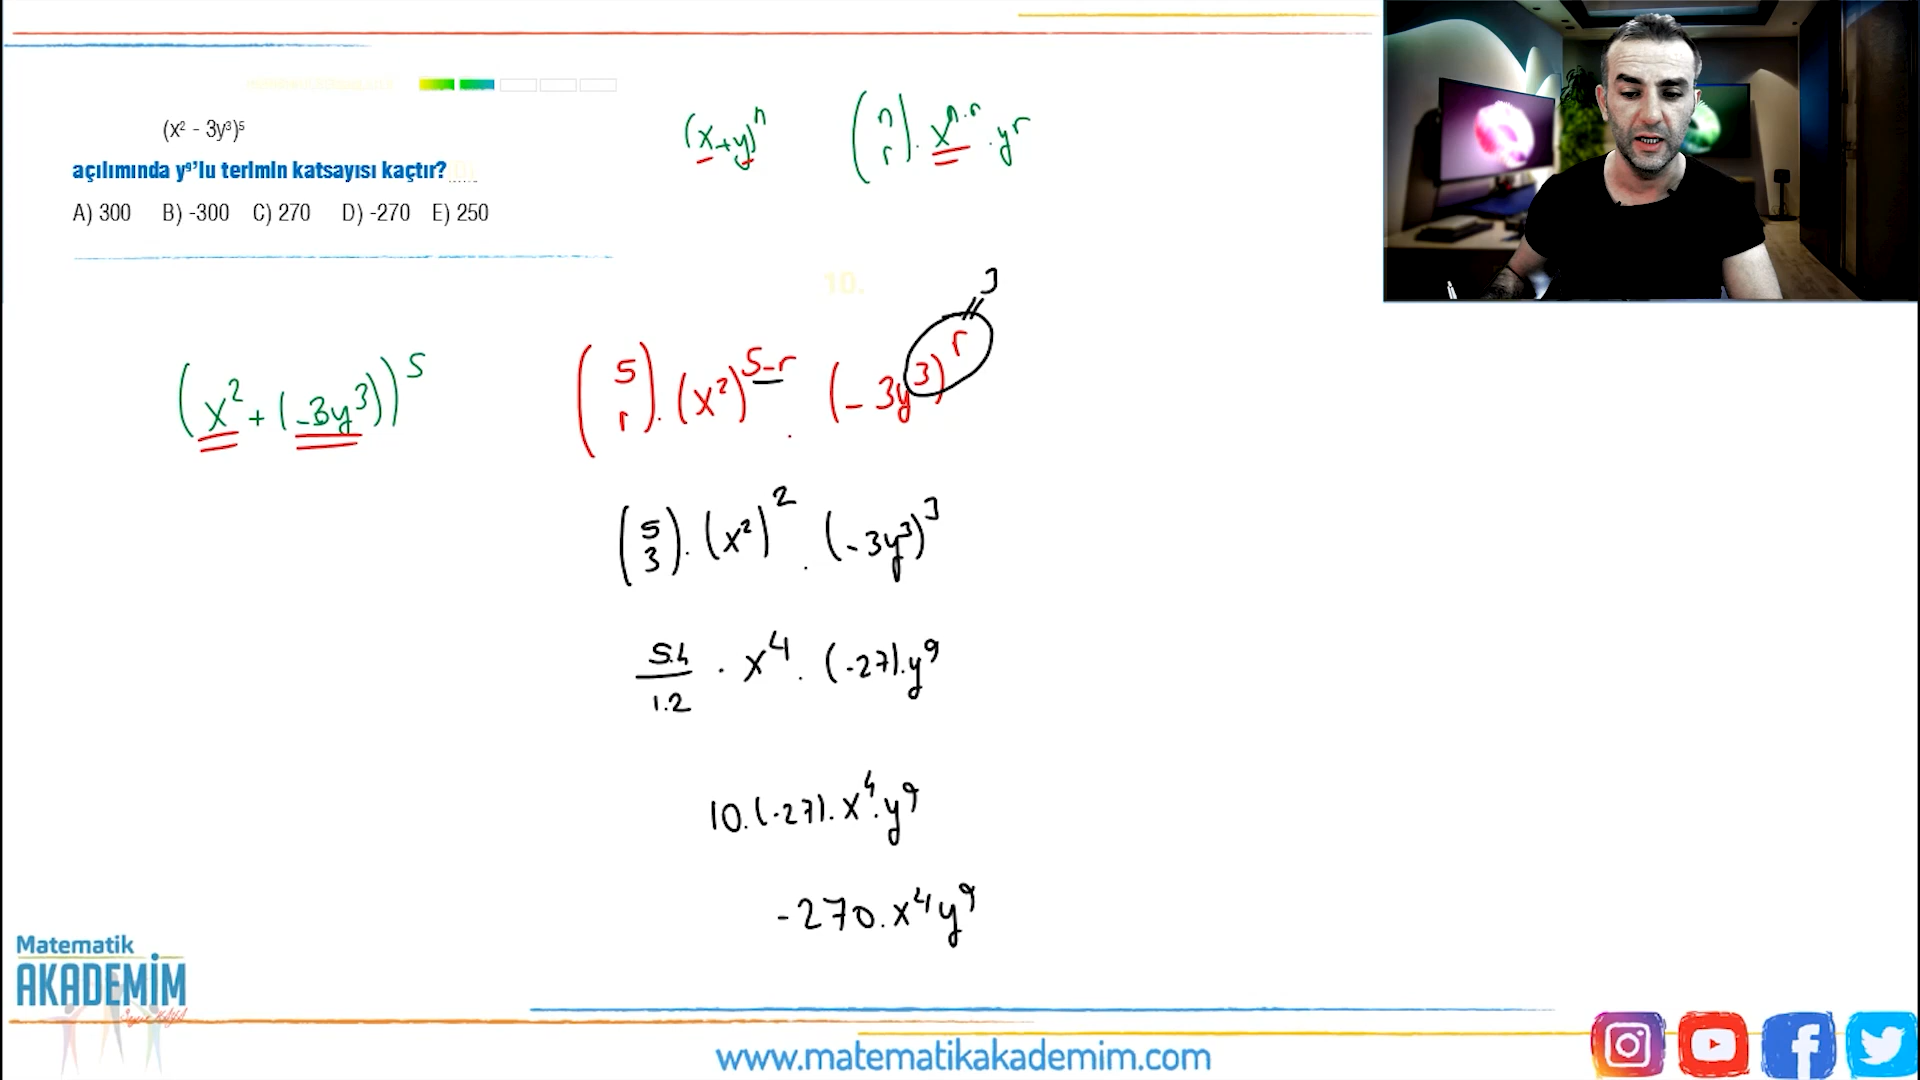 (x² - 3y³)⁵
açılımında y⁹'lu terimin katsayısı kaçtır?
A) 300 B) -300 C) 270 D) -270 E) 250
(x+y)ⁿ
(n r) . xⁿ⁻ʳ . yʳ
10.
3
(x² + (-3y³))⁵
(5 r) . (x²)⁵⁻ʳ . (-3y³)ʳ
(5 3) . (x²)² . (-3y³)³
5.4/1.2 . x⁴ . (-27).y⁹
10.(-27).x⁴.y⁹
-270.x⁴y⁹
Matematik
AKADEMİM
www.matematikakademim.com